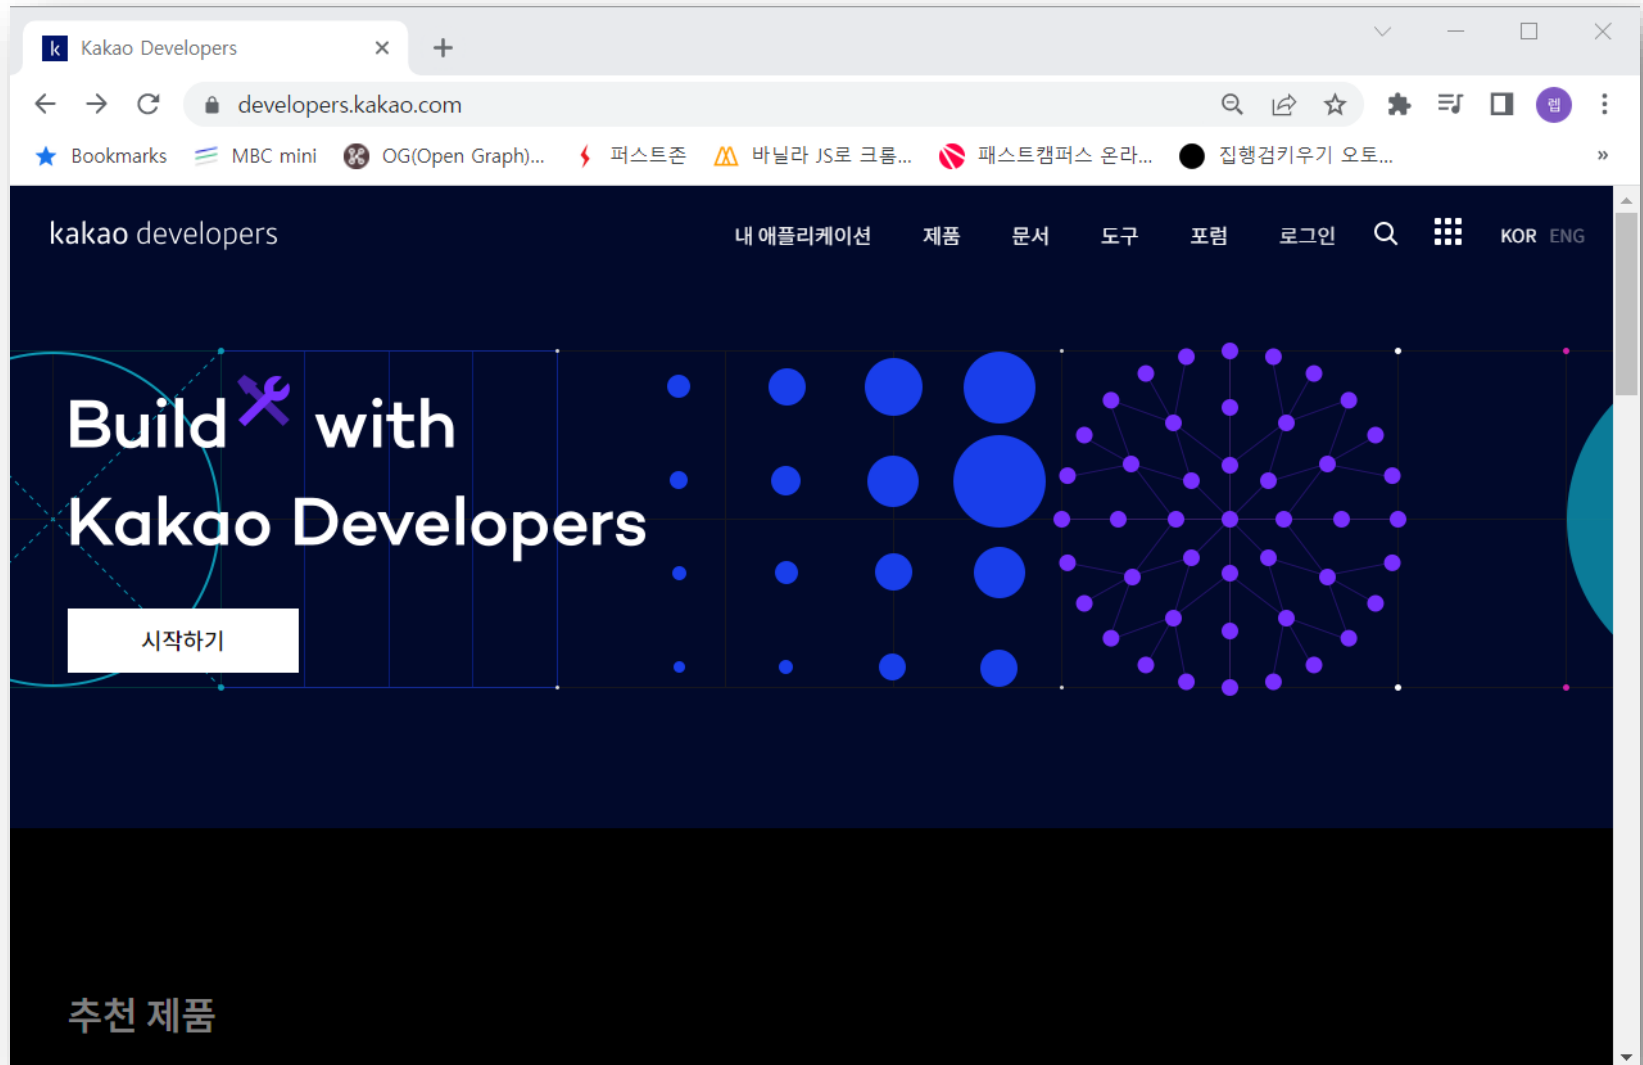 k Kakao Developers
developers.kakao.com
렙
Bookmarks MBC mini OG(Open Graph)... 퍼스트존 바닐라 JS로 크롬... 패스트캠퍼스 온라... 집행검키우기 오토... »
kakao developers 내 애플리케이션 제품 문서 도구 포럼 로그인 KOR ENG
Build with
Kakao Developers
시작하기
추천 제품